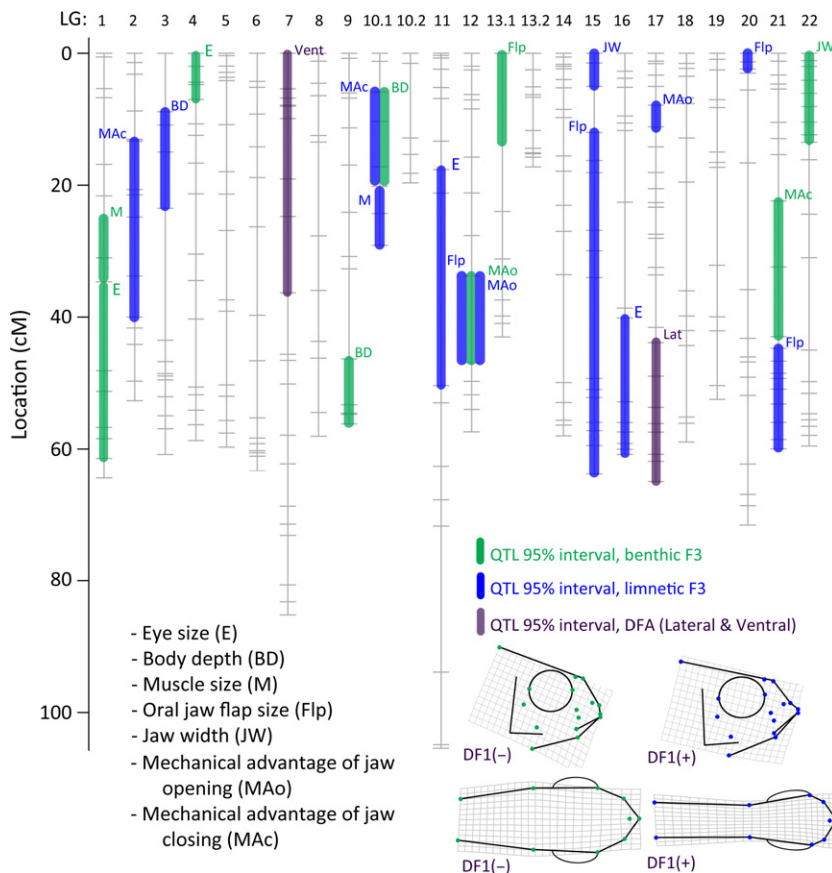 LG: 1 2 3 4 5 6 7 8 9 10.1 10.2 11 12 13.1 13.2 14 15 16 17 18 19 20 21 22
0
20
40
60
80
100
Location (cM)
E
Vent
Flp
JW
Flp
JW
MAc
BD
BD
MAo
MAc
Flp
E
M
M
MAc
Flp
MAo
MAo
E
E
Lat
Flp
BD
QTL 95% interval, benthic F3
QTL 95% interval, limnetic F3
QTL 95% interval, DFA (Lateral & Ventral)
- Eye size (E)
- Body depth (BD)
- Muscle size (M)
- Oral jaw flap size (Flp)
- Jaw width (JW)
- Mechanical advantage of jaw
opening (MAo)
- Mechanical advantage of jaw
closing (MAc)
DF1(−)
DF1(+)
DF1(−)
DF1(+)